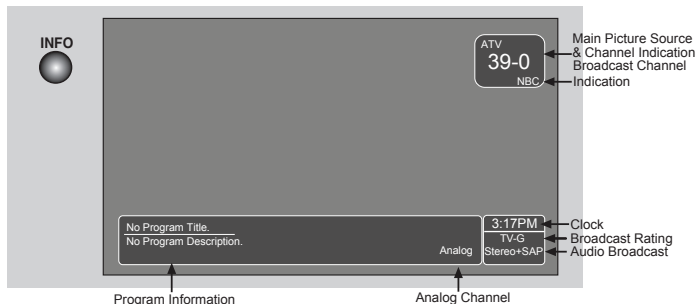 INFO
ATV
39-0
NBC
Main Picture Source
& Channel Indication
Broadcast Channel
Indication
No Program Title.
No Program Description.
Analog
3:17PM
TV-G
Stereo+SAP
Clock
Broadcast Rating
Audio Broadcast
Program Information
Analog Channel